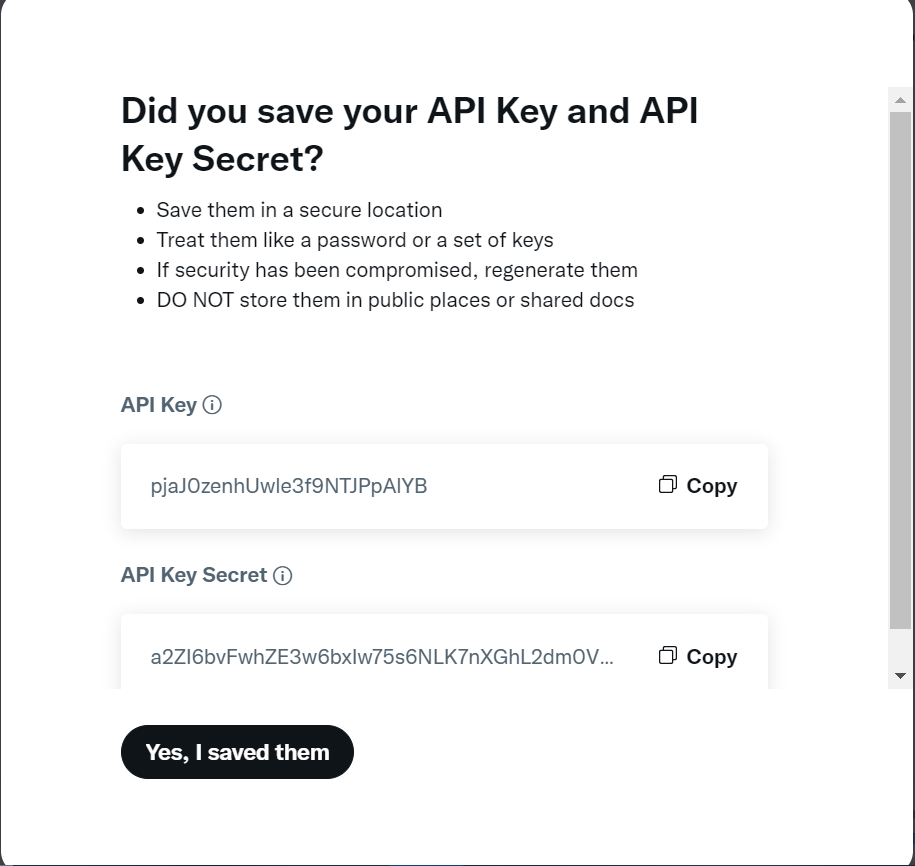 Did you save your API Key and API
Key Secret?
• Save them in a secure location
• Treat them like a password or a set of keys
• If security has been compromised, regenerate them
• DO NOT store them in public places or shared docs
API Key
pjaJ0zenhUwIe3f9NTJPpAlYB
Copy
API Key Secret
a2ZI6bvFwhZE3w6bxIw75s6NLK7nXGhL2dm0V...
Copy
Yes, I saved them